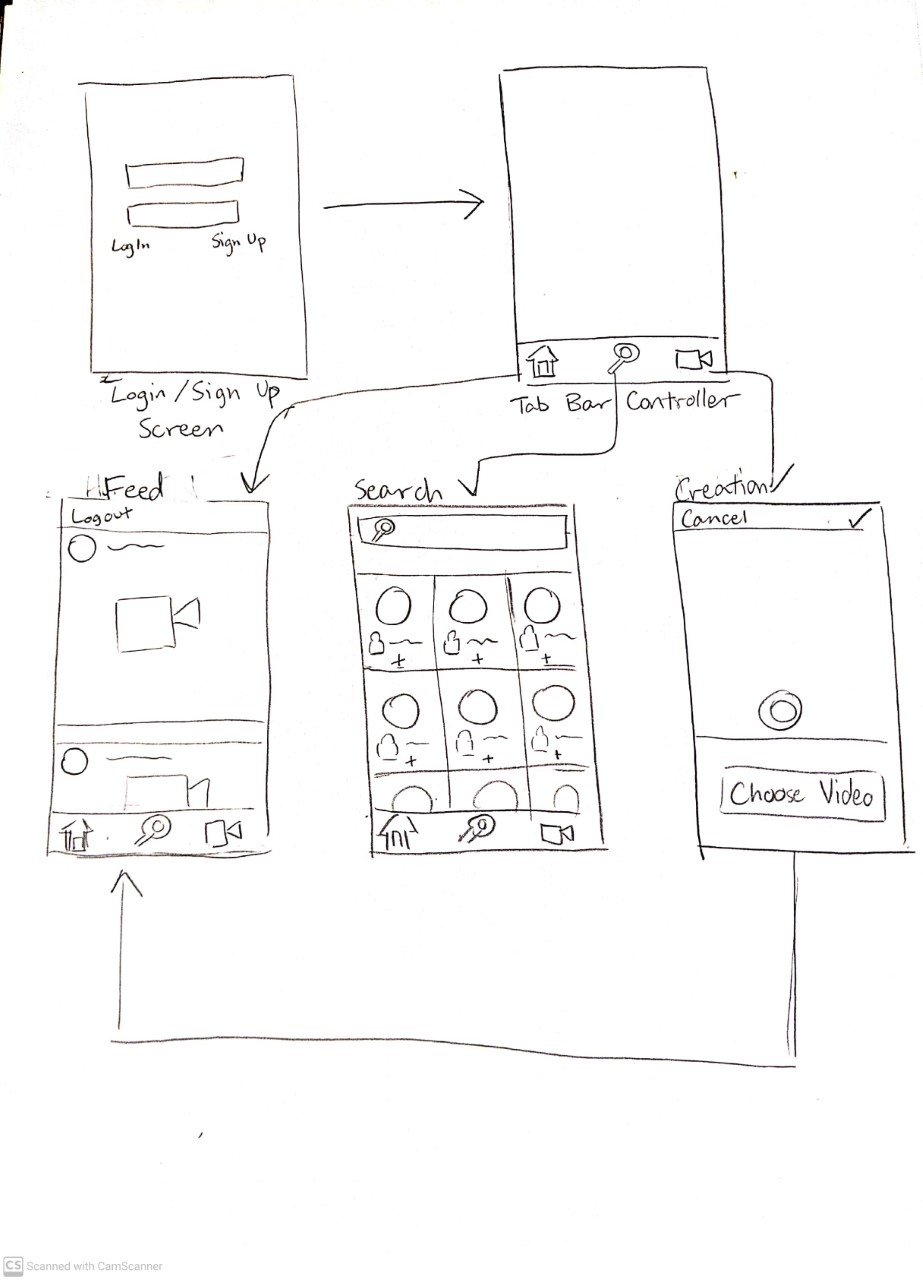 LogIn
Sign Up
Login / Sign Up
Screen
Tab Bar Controller
Feed
Logout
Search
Creation
Cancel
Choose Video
CS Scanned with CamScanner